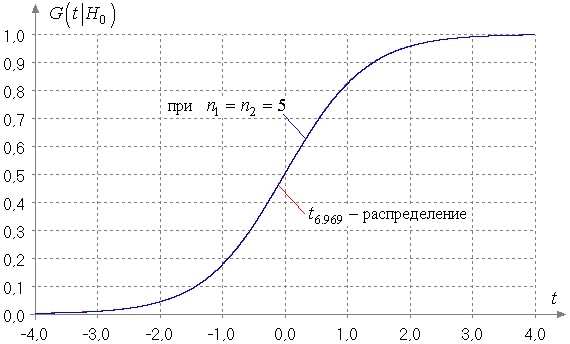 G(t|H₀)
1,0
0,9
0,8
0,7
0,6
0,5
0,4
0,3
0,2
0,1
0,0
при n₁ = n₂ = 5
t₆.₉₆₉ – распределение
-4,0 -3,0 -2,0 -1,0 0,0 1,0 2,0 3,0 4,0
t